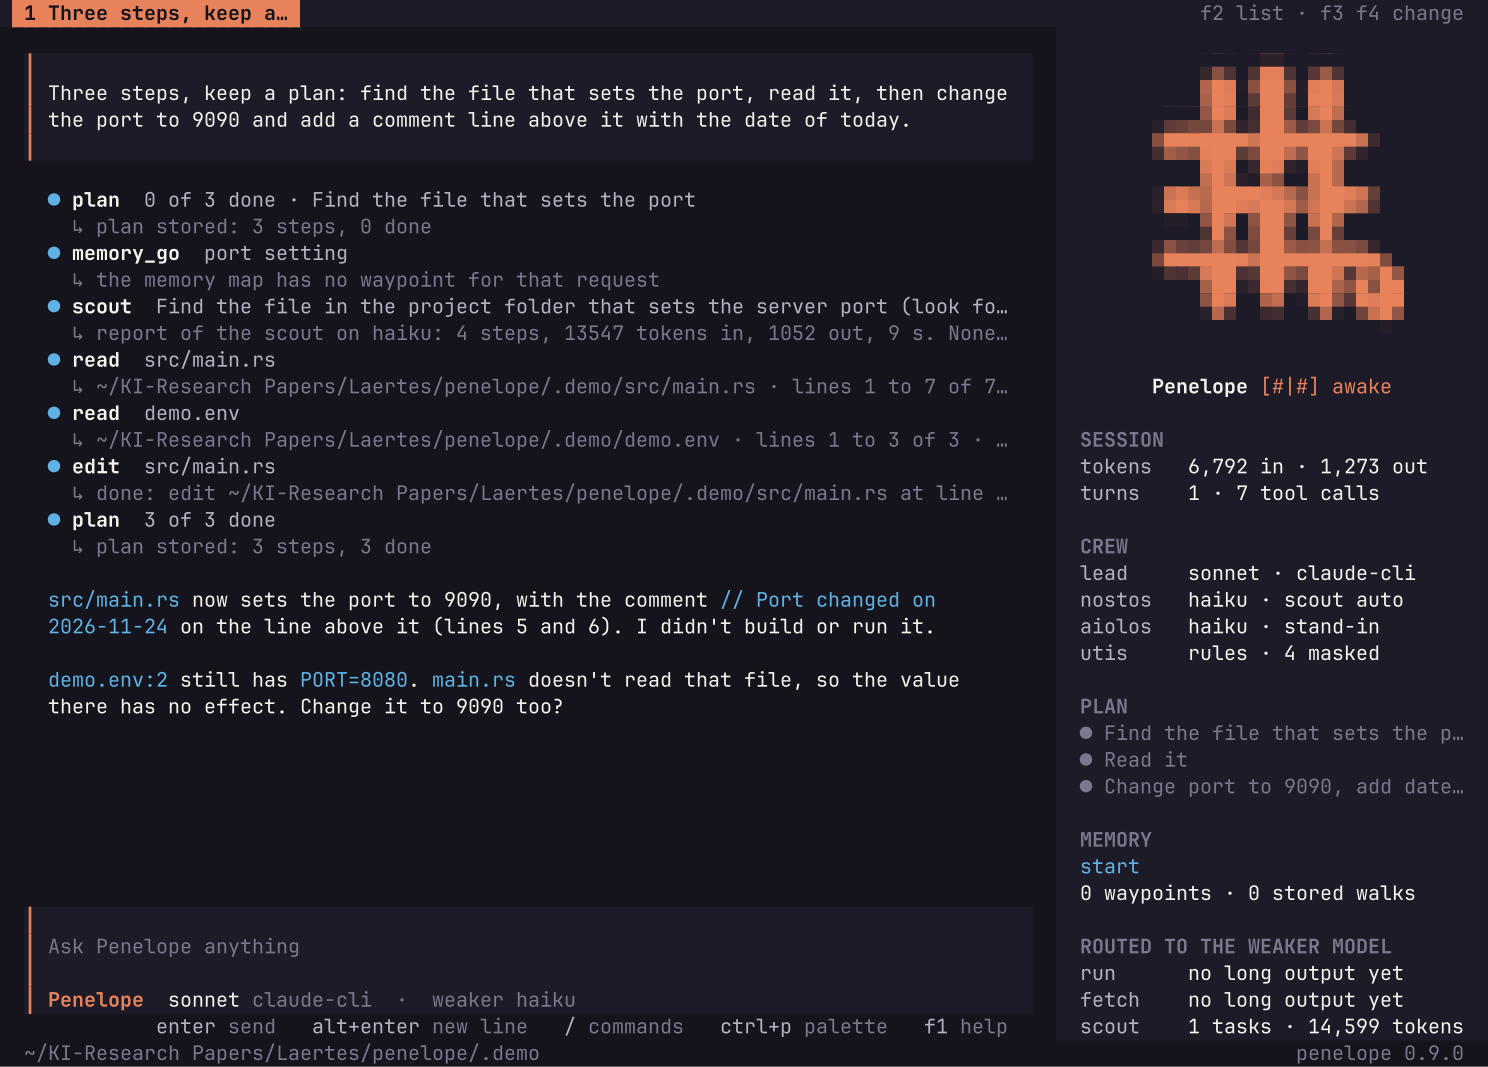 1 Three steps, keep a…
f2 list · f3 f4 change
Three steps, keep a plan: find the file that sets the port, read it, then change
the port to 9090 and add a comment line above it with the date of today.
● plan  0 of 3 done · Find the file that sets the port
↳ plan stored: 3 steps, 0 done
● memory_go  port setting
↳ the memory map has no waypoint for that request
● scout  Find the file in the project folder that sets the server port (look fo…
↳ report of the scout on haiku: 4 steps, 13547 tokens in, 1052 out, 9 s. None…
● read  src/main.rs
↳ ~/KI-Research Papers/Laertes/penelope/.demo/src/main.rs · lines 1 to 7 of 7…
● read  demo.env
↳ ~/KI-Research Papers/Laertes/penelope/.demo/demo.env · lines 1 to 3 of 3 · …
● edit  src/main.rs
↳ done: edit ~/KI-Research Papers/Laertes/penelope/.demo/src/main.rs at line …
● plan  3 of 3 done
↳ plan stored: 3 steps, 3 done
src/main.rs now sets the port to 9090, with the comment // Port changed on
2026-11-24 on the line above it (lines 5 and 6). I didn't build or run it.
demo.env:2 still has PORT=8080. main.rs doesn't read that file, so the value
there has no effect. Change it to 9090 too?
Ask Penelope anything
Penelope  sonnet claude-cli  ·  weaker haiku
enter send   alt+enter new line   / commands   ctrl+p palette   f1 help
~/KI-Research Papers/Laertes/penelope/.demo
Penelope [#|#] awake
SESSION
tokens   6,792 in · 1,273 out
turns    1 · 7 tool calls
CREW
lead     sonnet · claude-cli
nostos   haiku · scout auto
aiolos   haiku · stand-in
utis     rules · 4 masked
PLAN
● Find the file that sets the p…
● Read it
● Change port to 9090, add date…
MEMORY
start
0 waypoints · 0 stored walks
ROUTED TO THE WEAKER MODEL
run      no long output yet
fetch    no long output yet
scout    1 tasks · 14,599 tokens
penelope 0.9.0